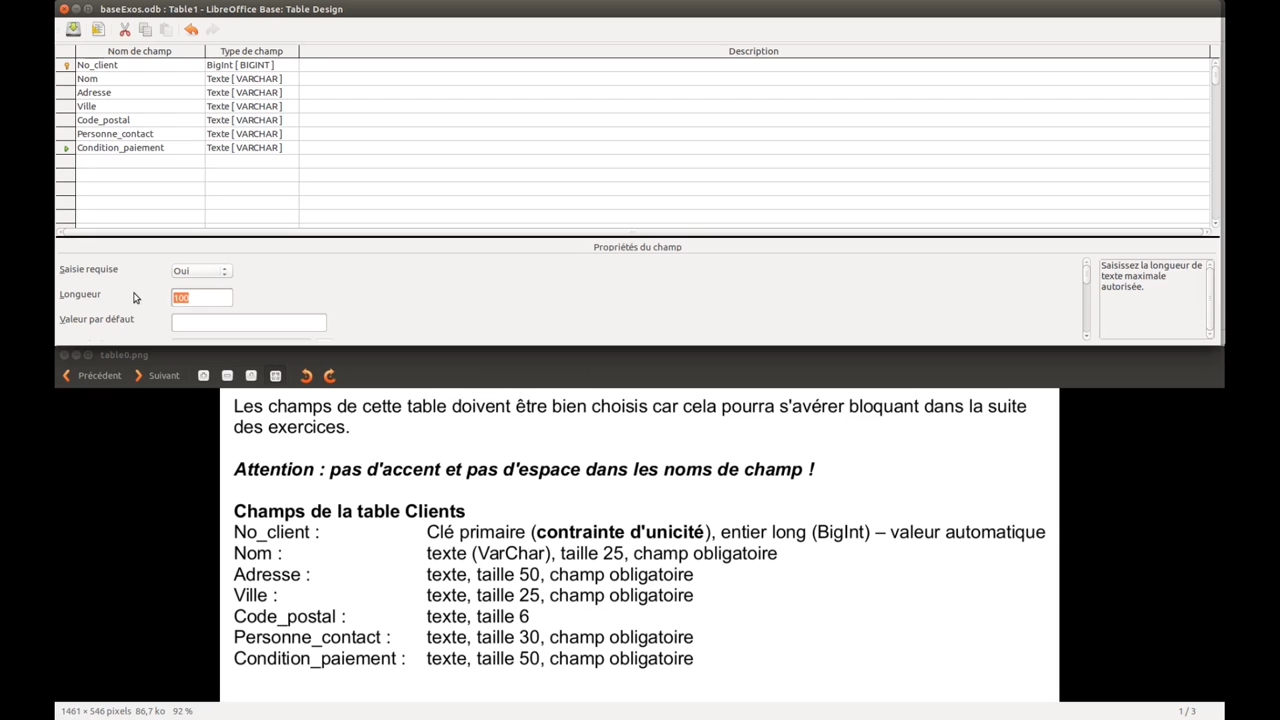 baseExos.odb : Table1 - LibreOffice Base: Table Design
Nom de champ Type de champ Description
No_client BigInt [ BIGINT ]
Nom Texte [ VARCHAR ]
Adresse Texte [ VARCHAR ]
Ville Texte [ VARCHAR ]
Code_postal Texte [ VARCHAR ]
Personne_contact Texte [ VARCHAR ]
Condition_paiement Texte [ VARCHAR ]
Propriétés du champ
Saisie requise Oui
Longueur 100
Valeur par défaut
Saisissez la longueur de
texte maximale
autorisée.
table0.png
Précédent Suivant
Les champs de cette table doivent être bien choisis car cela pourra s'avérer bloquant dans la suite
des exercices.
Attention : pas d'accent et pas d'espace dans les noms de champ !
Champs de la table Clients
No_client : Clé primaire (contrainte d'unicité), entier long (BigInt) – valeur automatique
Nom : texte (VarChar), taille 25, champ obligatoire
Adresse : texte, taille 50, champ obligatoire
Ville : texte, taille 25, champ obligatoire
Code_postal : texte, taille 6
Personne_contact : texte, taille 30, champ obligatoire
Condition_paiement : texte, taille 50, champ obligatoire
1461 × 546 pixels 86,7 ko 92 % 1 / 3